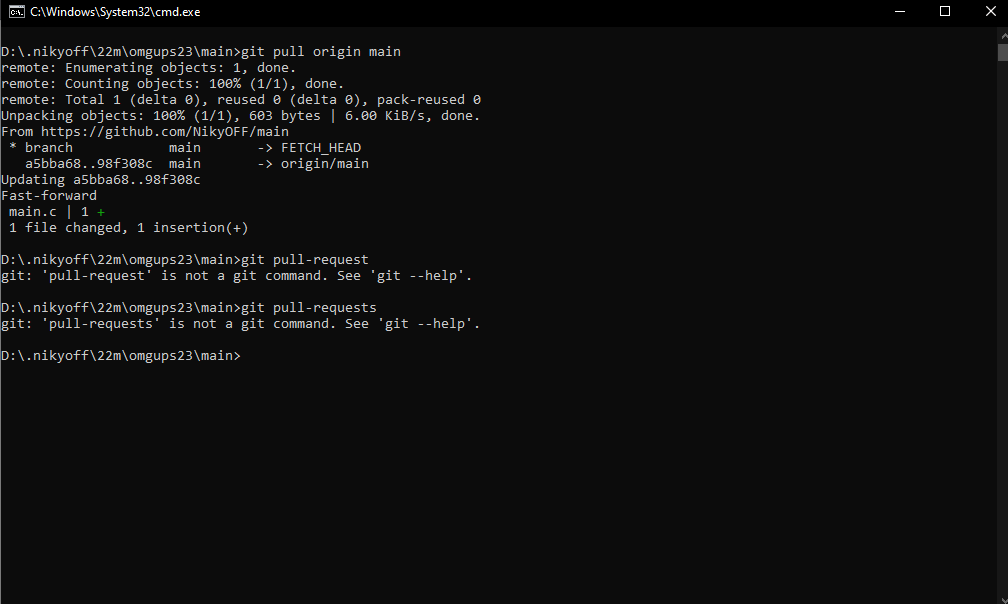 C:\Windows\System32\cmd.exe
D:\.nikyoff\22m\omgups23\main>git pull origin main
remote: Enumerating objects: 1, done.
remote: Counting objects: 100% (1/1), done.
remote: Total 1 (delta 0), reused 0 (delta 0), pack-reused 0
Unpacking objects: 100% (1/1), 603 bytes | 6.00 KiB/s, done.
From https://github.com/NikyOFF/main
 * branch            main       -> FETCH_HEAD
   a5bba68..98f308c  main       -> origin/main
Updating a5bba68..98f308c
Fast-forward
 main.c | 1 +
 1 file changed, 1 insertion(+)
D:\.nikyoff\22m\omgups23\main>git pull-request
git: 'pull-request' is not a git command. See 'git --help'.
D:\.nikyoff\22m\omgups23\main>git pull-requests
git: 'pull-requests' is not a git command. See 'git --help'.
D:\.nikyoff\22m\omgups23\main>